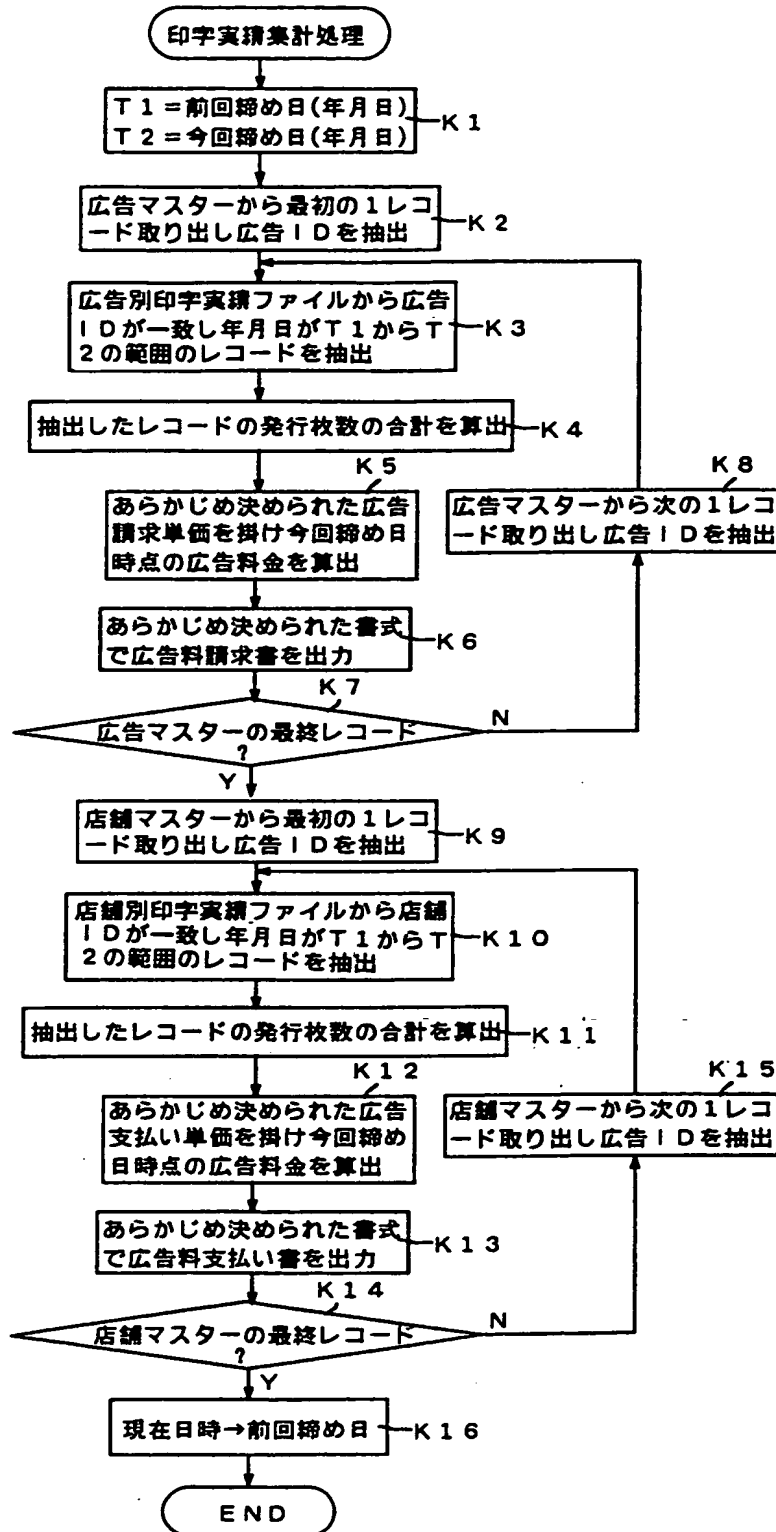 印字実績集計処理
T1=前回締め日(年月日)
T2=今回締め日(年月日)
K1
広告マスターから最初の1レコ
ード取り出し広告IDを抽出
K2
広告別印字実績ファイルから広告
IDが一致し年月日がT1からT
2の範囲のレコードを抽出
K3
抽出したレコードの発行枚数の合計を算出
K4
K5
あらかじめ決められた広告
請求単価を掛け今回締め日
時点の広告料金を算出
K8
広告マスターから次の1レコ
ード取り出し広告IDを抽出
あらかじめ決められた書式
で広告料請求書を出力
K6
K7
広告マスターの最終レコード
?
N
Y
店舗マスターから最初の1レコ
ード取り出し広告IDを抽出
K9
店舗別印字実績ファイルから店舗
IDが一致し年月日がT1からT
2の範囲のレコードを抽出
K10
抽出したレコードの発行枚数の合計を算出
K11
K12
あらかじめ決められた広告
支払い単価を掛け今回締め
日時点の広告料金を算出
K15
店舗マスターから次の1レコ
ード取り出し広告IDを抽出
あらかじめ決められた書式
で広告料支払い書を出力
K13
K14
店舗マスターの最終レコード
?
N
Y
現在日時→前回締め日
K16
END